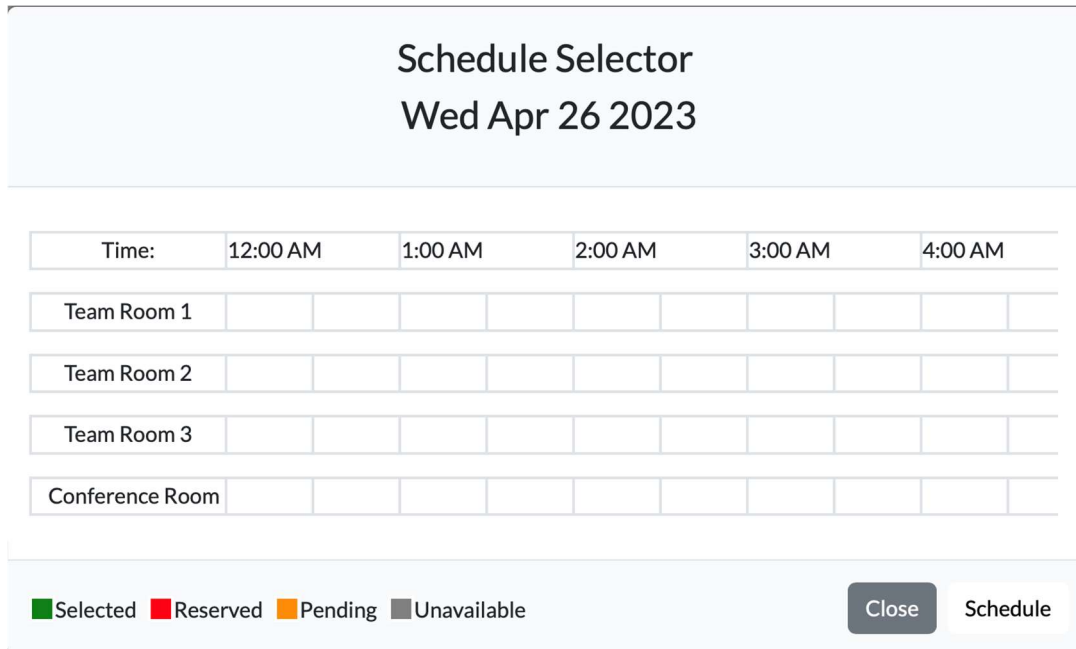 Schedule Selector
Wed Apr 26 2023
Time: 12:00 AM 1:00 AM 2:00 AM 3:00 AM 4:00 AM
Team Room 1
Team Room 2
Team Room 3
Conference Room
Selected Reserved Pending Unavailable Close Schedule